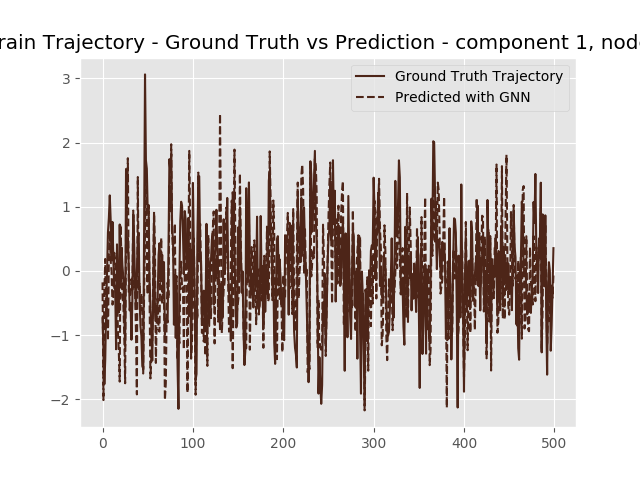 rain Trajectory - Ground Truth vs Prediction - component 1, nod
Ground Truth Trajectory
Predicted with GNN
3
2
1
0
−1
−2
0 100 200 300 400 500